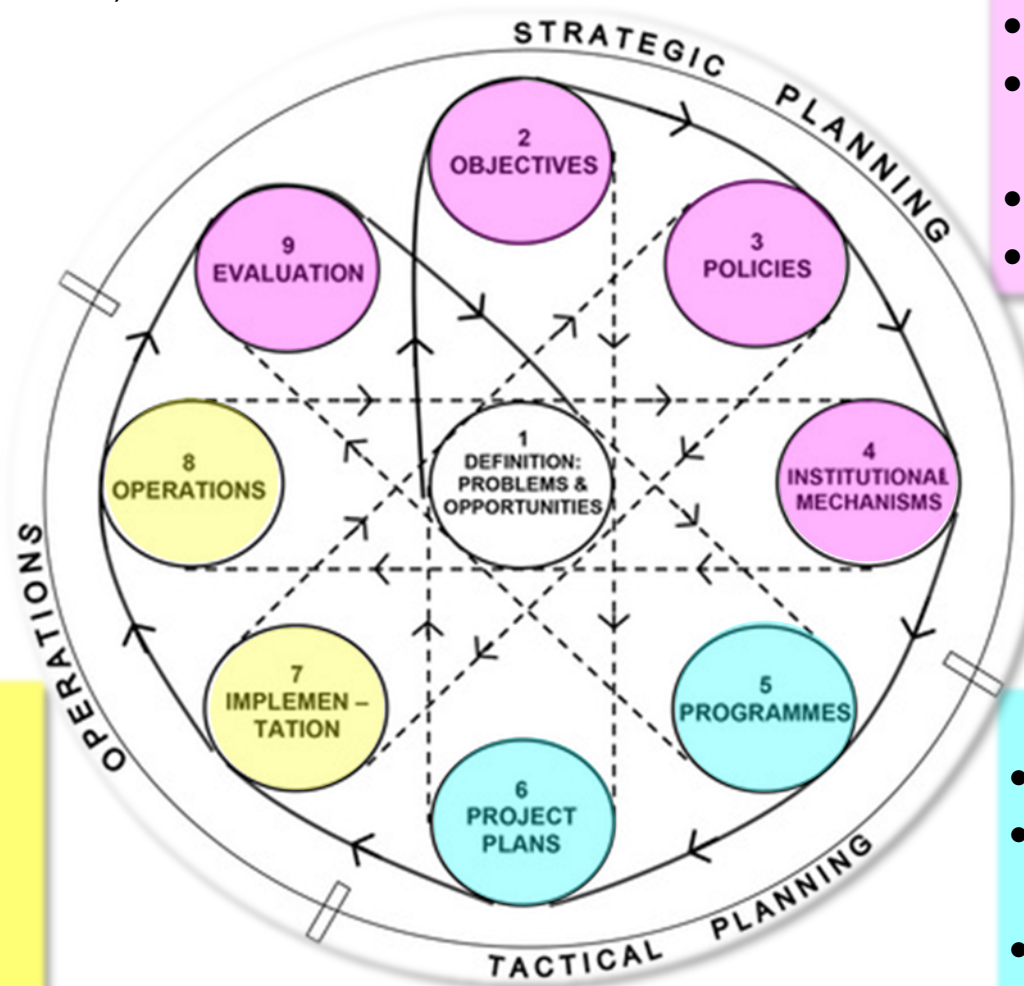 STRATEGIC PLANNING
2
OBJECTIVES
3
POLICIES
9
EVALUATION
1
DEFINITION:
PROBLEMS &
OPPORTUNITIES
4
INSTITUTIONAL
MECHANISMS
8
OPERATIONS
7
IMPLEMEN –
TATION
5
PROGRAMMES
6
PROJECT
PLANS
OPERATIONS
TACTICAL PLANNING